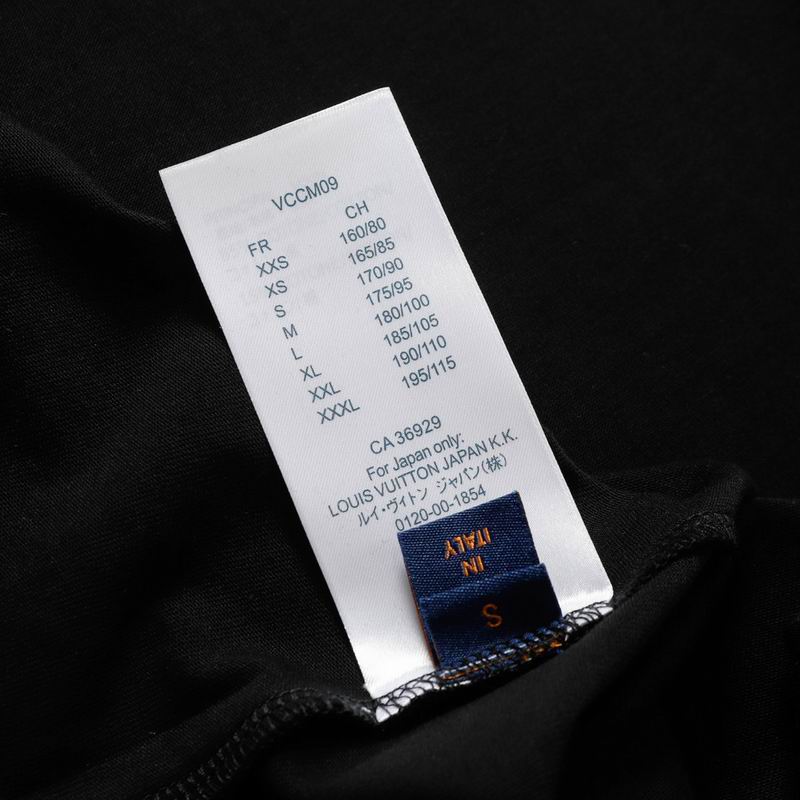 VCCM09
FR CH
XXS 160/80
XS 165/85
S 170/90
M 175/95
L 180/100
XL 185/105
XXL 190/110
XXXL 195/115
CA 36929
For Japan only:
LOUIS VUITTON JAPAN K.K.
ルイ・ヴィトン ジャパン(株)
0120-00-1854
IN
ITALY
S